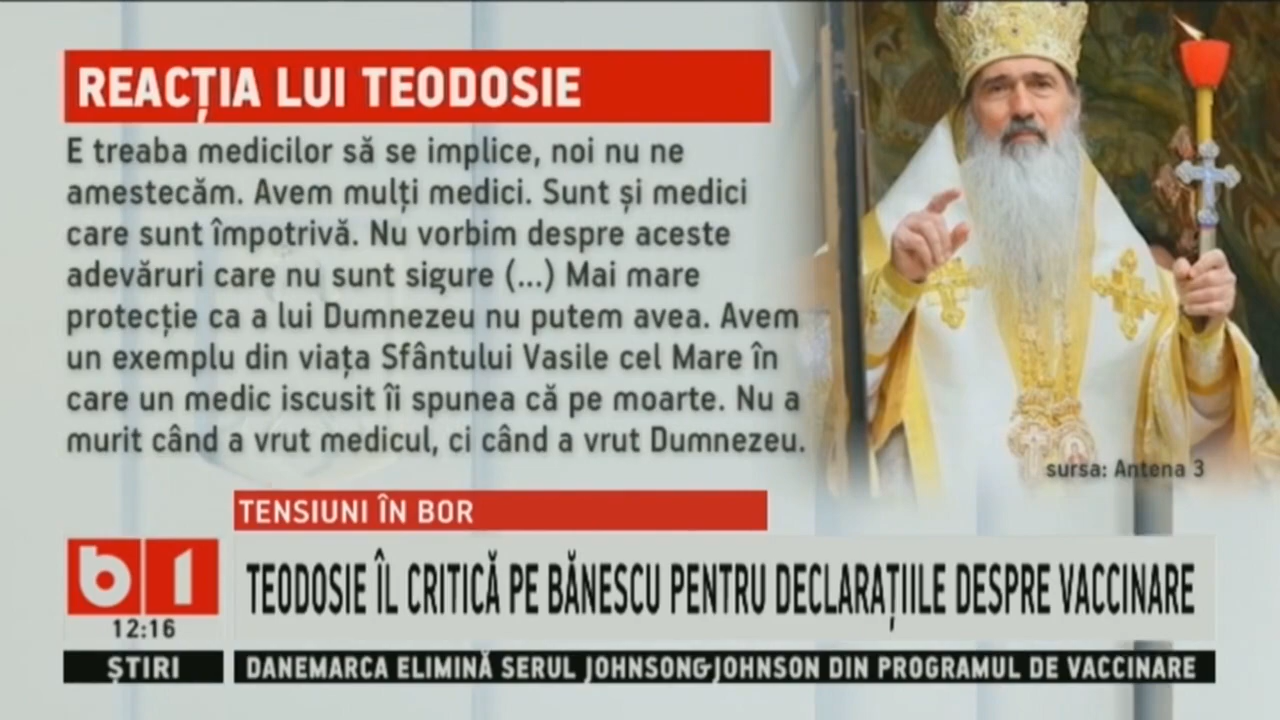 REACȚIA LUI TEODOSIE
E treaba medicilor să se implice, noi nu ne
amestecăm. Avem mulți medici. Sunt și medici
care sunt împotrivă. Nu vorbim despre aceste
adevăruri care nu sunt sigure (...) Mai mare
protecție ca a lui Dumnezeu nu putem avea. Avem
un exemplu din viața Sfântului Vasile cel Mare în
care un medic iscusit îi spunea că pe moarte. Nu a
murit când a vrut medicul, ci când a vrut Dumnezeu.
sursa: Antena 3
TENSIUNI ÎN BOR
b1
TEODOSIE ÎL CRITICĂ PE BĂNESCU PENTRU DECLARAȚIILE DESPRE VACCINARE
12:16
ȘTIRI
DANEMARCA ELIMINĂ SERUL JOHNSON&JOHNSON DIN PROGRAMUL DE VACCINARE